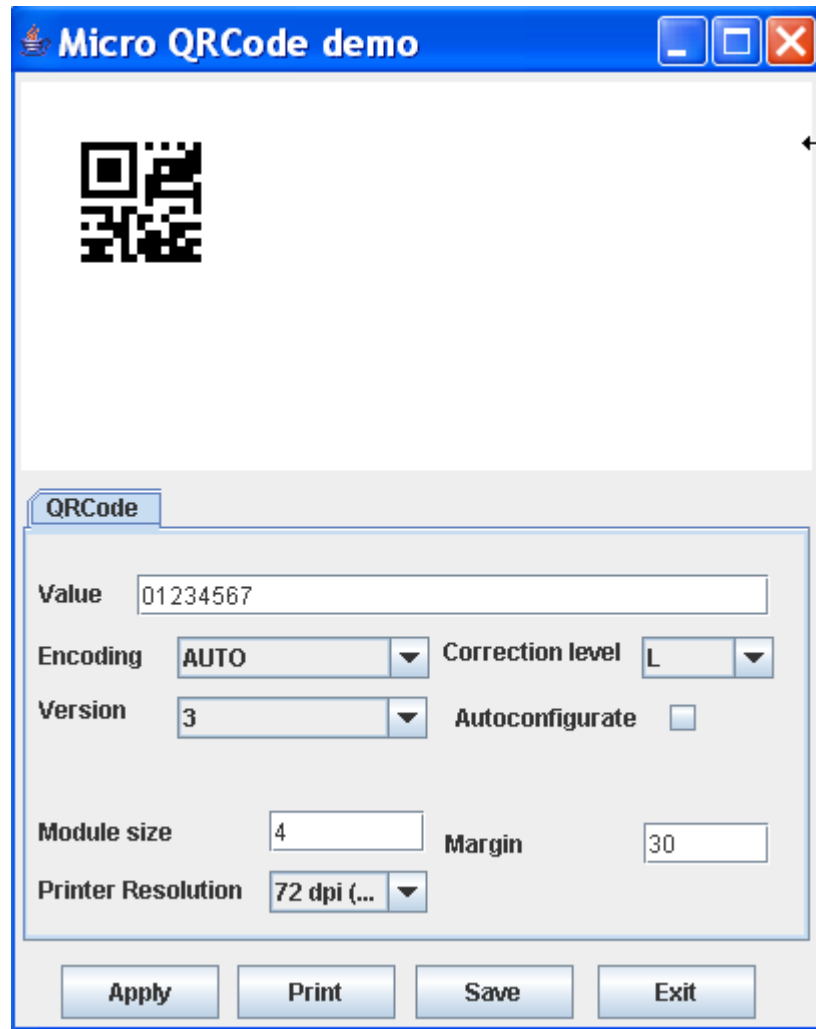 Micro QRCode demo
QRCode
Value 01234567
Encoding AUTO Correction level L
Version 3 Autoconfigurate
Module size 4 Margin 30
Printer Resolution 72 dpi (...
Apply Print Save Exit